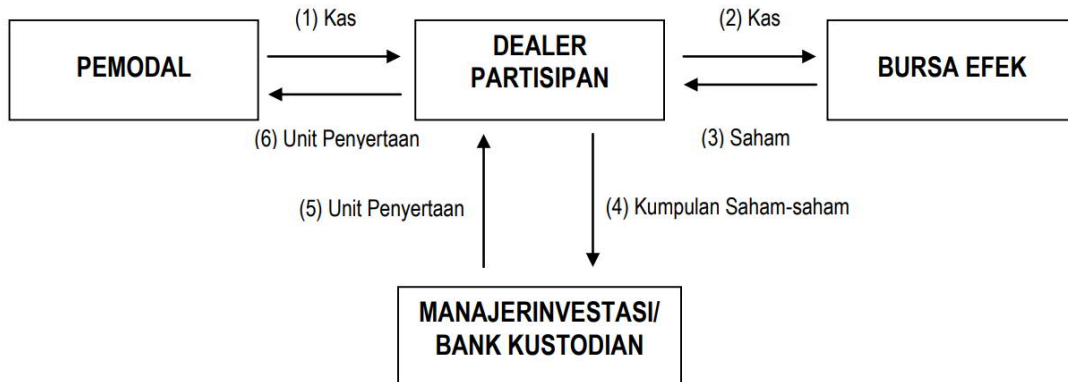 (1) Kas
(2) Kas
PEMODAL
DEALER
PARTISIPAN
BURSA EFEK
(6) Unit Penyertaan
(3) Saham
(5) Unit Penyertaan
(4) Kumpulan Saham-saham
MANAJERINVESTASI/
BANK KUSTODIAN